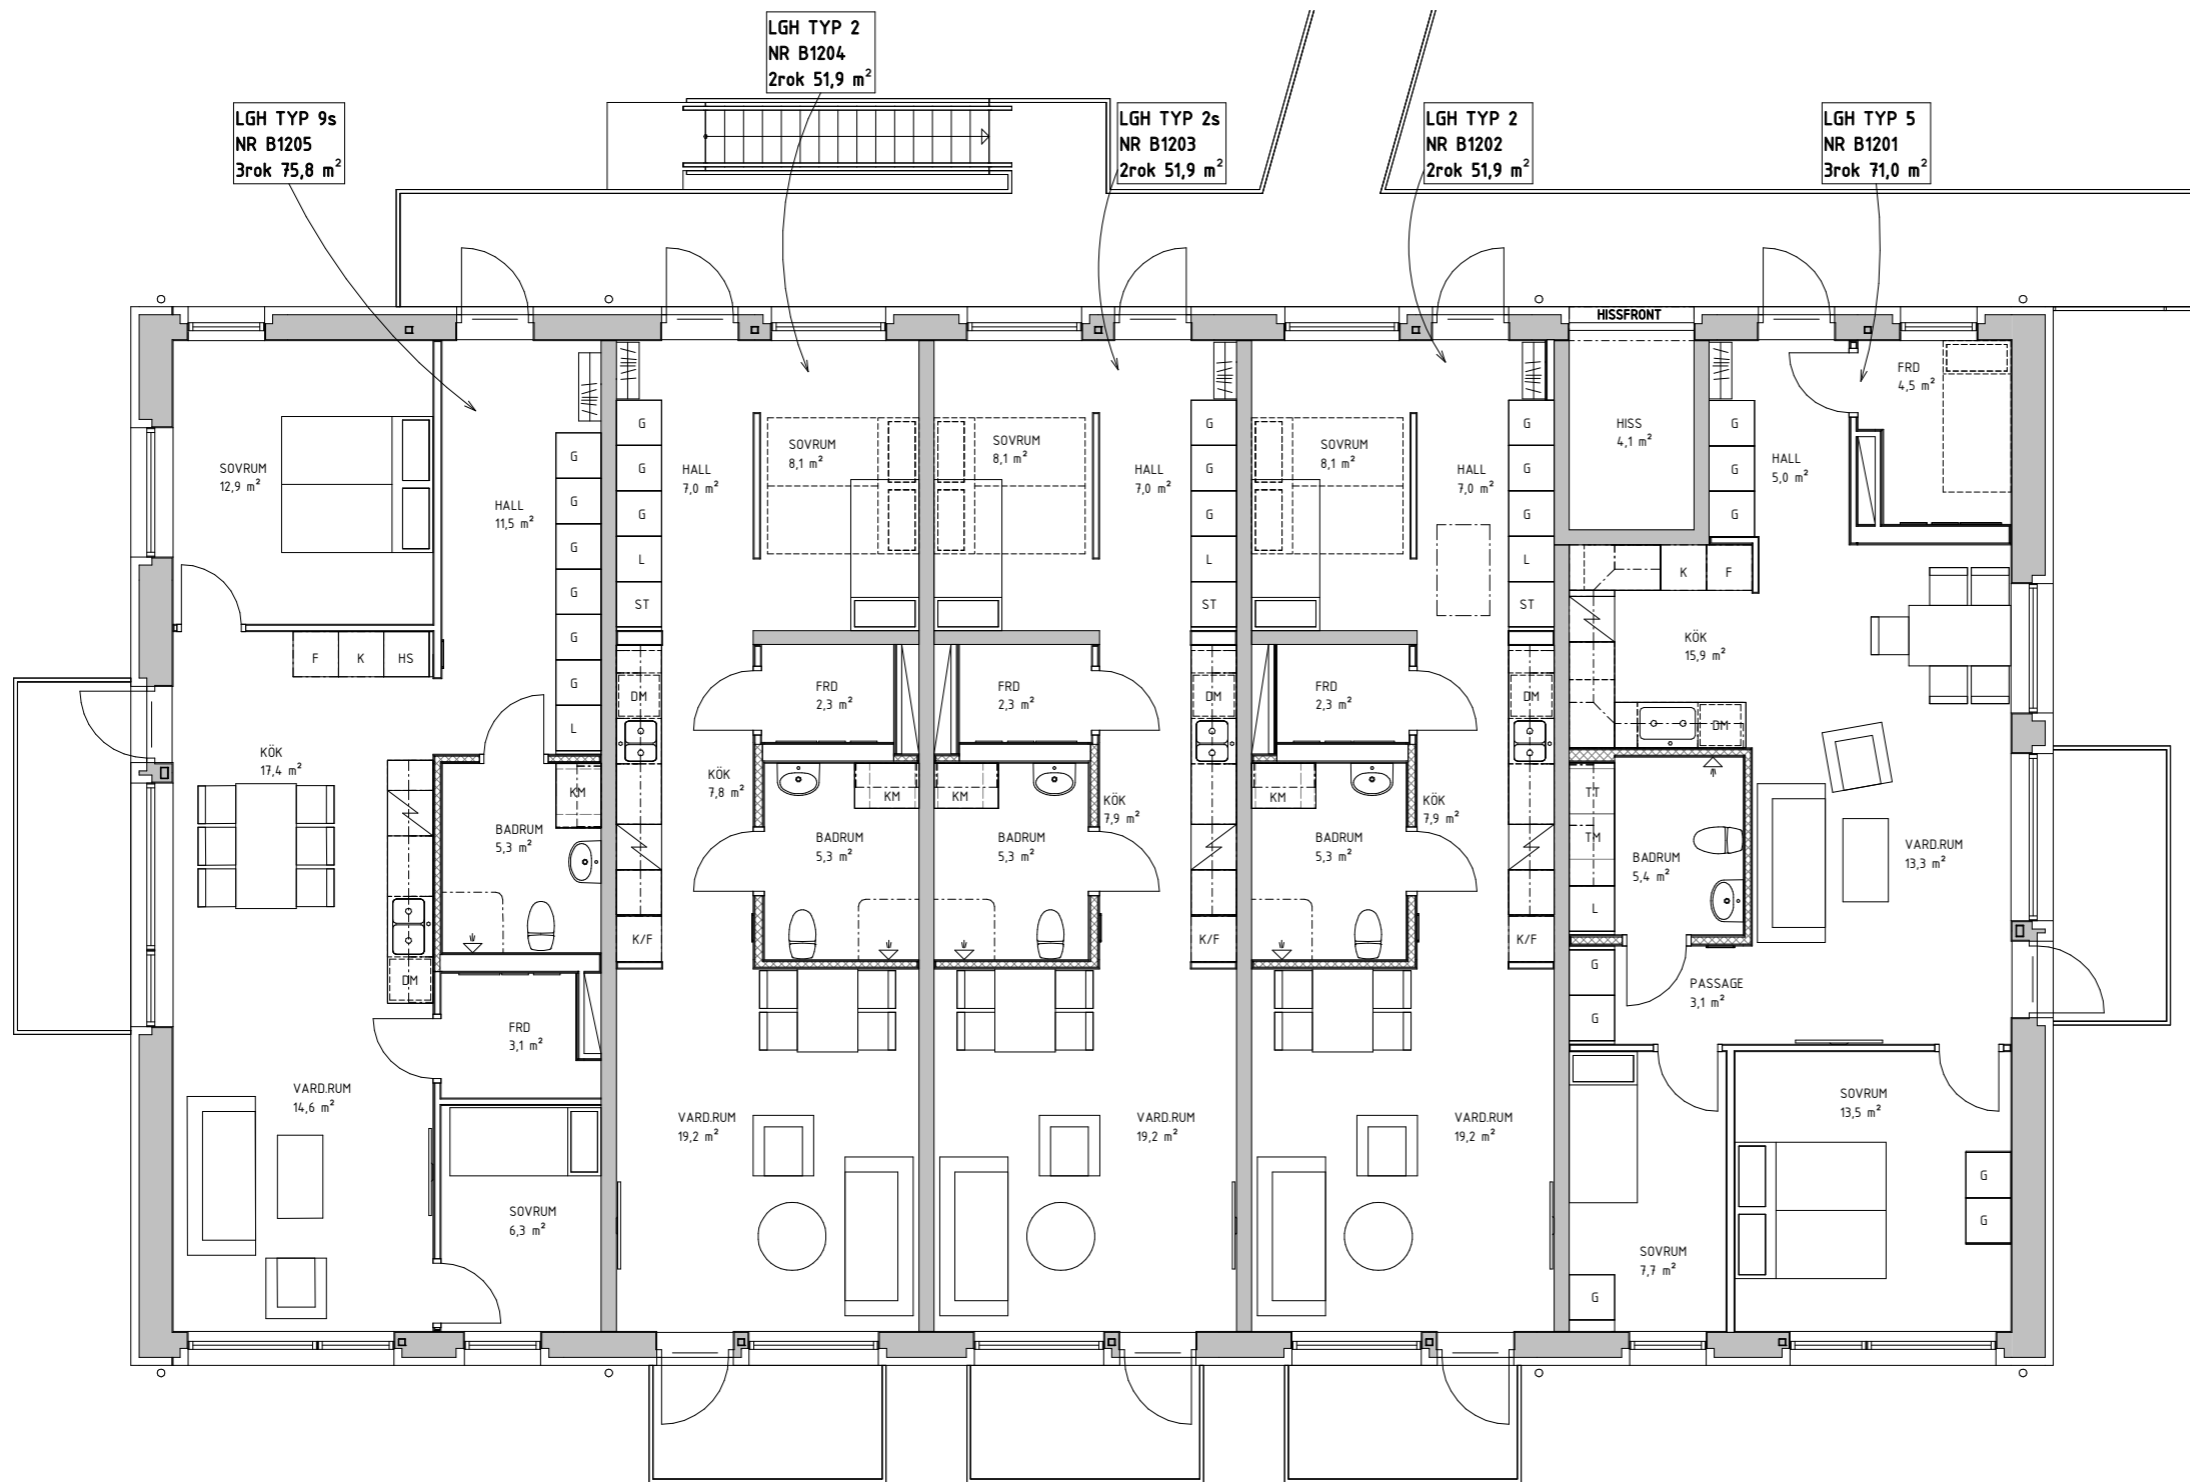 LGH TYP 2
NR B1204
2rok 51,9 m²
LGH TYP 9s
NR B1205
3rok 75,8 m²
LGH TYP 2s
NR B1203
2rok 51,9 m²
LGH TYP 2
NR B1202
2rok 51,9 m²
LGH TYP 5
NR B1201
3rok 71,0 m²
HISSFRONT
SOVRUM
12,9 m²
HALL
11,5 m²
G
G
G
G
G
G
L
F
K
HS
KÖK
17,4 m²
BADRUM
5,3 m²
KM
DM
FRD
3,1 m²
VARD.RUM
14,6 m²
SOVRUM
6,3 m²
G
G
G
L
ST
HALL
7,0 m²
SOVRUM
8,1 m²
DM
FRD
2,3 m²
KÖK
7,8 m²
KM
BADRUM
5,3 m²
K/F
VARD.RUM
19,2 m²
SOVRUM
8,1 m²
HALL
7,0 m²
G
G
G
L
ST
FRD
2,3 m²
DM
KM
KÖK
7,9 m²
BADRUM
5,3 m²
K/F
VARD.RUM
19,2 m²
SOVRUM
8,1 m²
HALL
7,0 m²
G
G
G
L
ST
FRD
2,3 m²
DM
KM
KÖK
7,9 m²
BADRUM
5,3 m²
K/F
VARD.RUM
19,2 m²
HISS
4,1 m²
G
G
G
HALL
5,0 m²
FRD
4,5 m²
K
F
KÖK
15,9 m²
DM
TT
TM
L
BADRUM
5,4 m²
VARD.RUM
13,3 m²
G
G
PASSAGE
3,1 m²
SOVRUM
13,5 m²
G
G
SOVRUM
7,7 m²
G